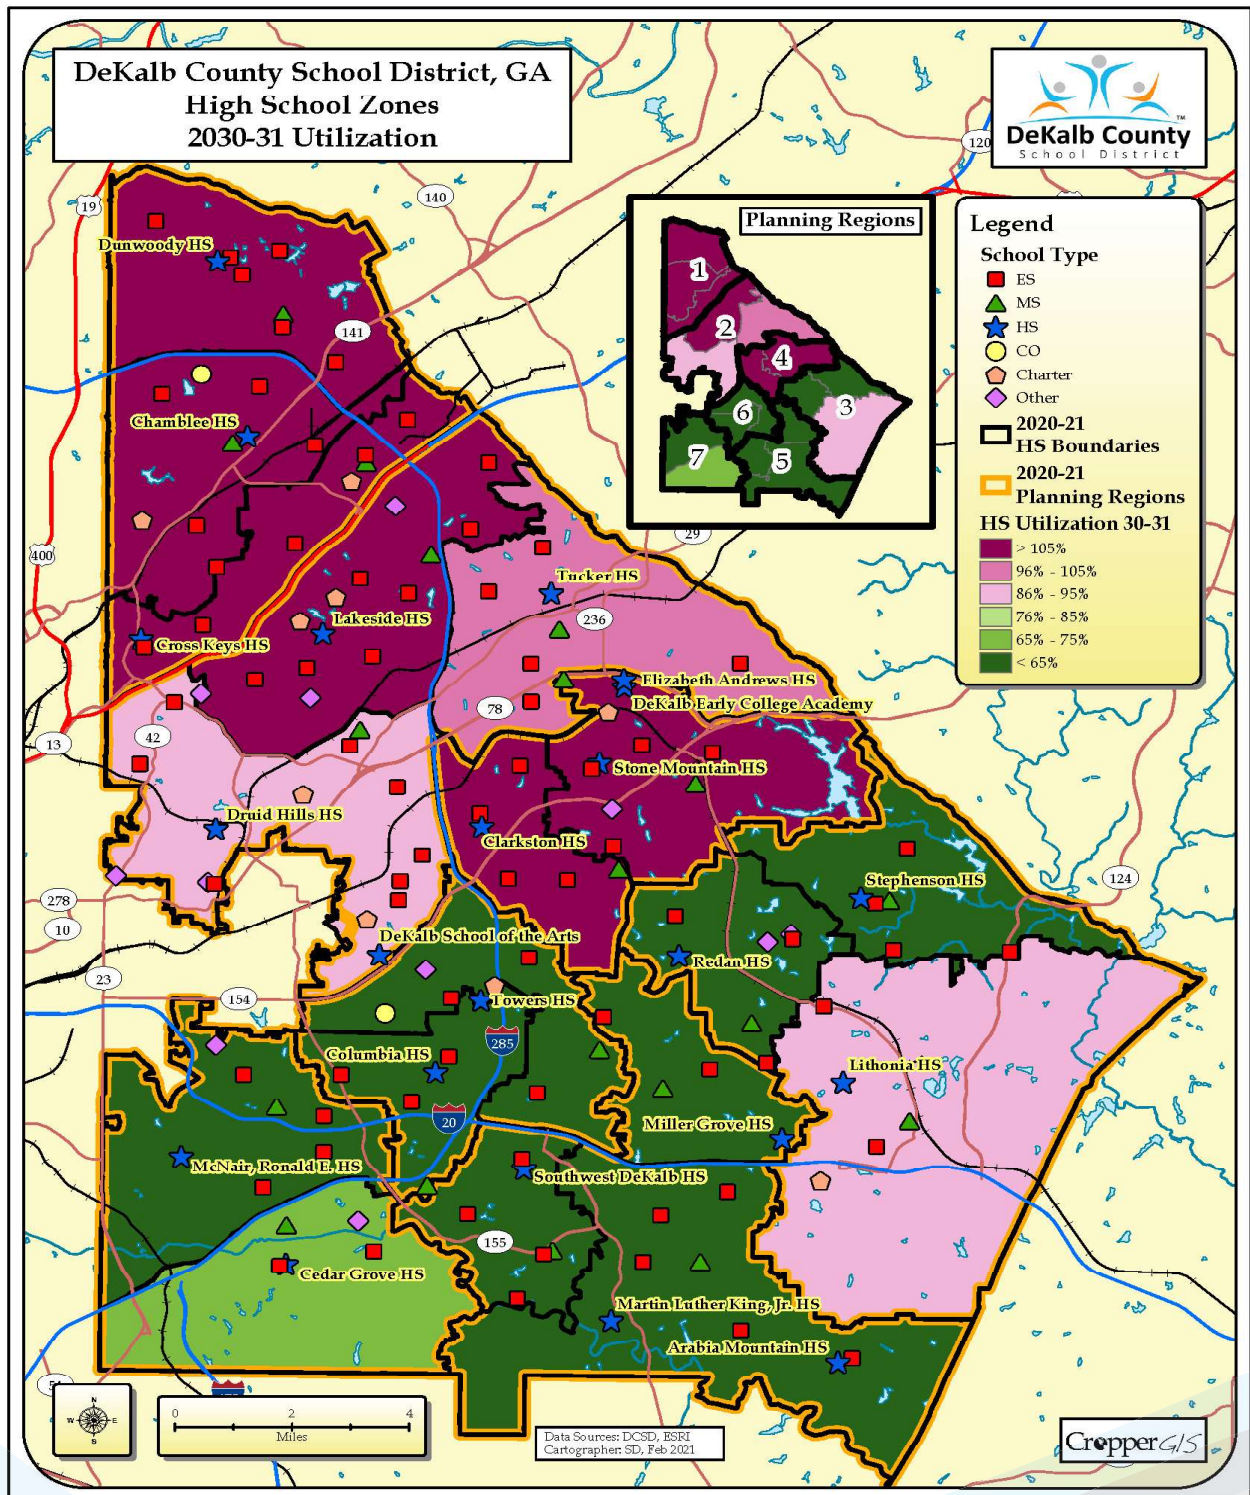 DeKalb County School District, GA
High School Zones
2030-31 Utilization
DeKalb County
School District
TM
Planning Regions
1
2
3
4
5
6
7
Legend
School Type
ES
MS
HS
CO
Charter
Other
2020-21
HS Boundaries
2020-21
Planning Regions
HS Utilization 30-31
> 105%
96% - 105%
86% - 95%
76% - 85%
65% - 75%
< 65%
19
140
120
141
29
400
236
78
13
42
278
10
23
154
124
285
20
155
Dunwoody HS
Chamblee HS
Tucker HS
Lakeside HS
Cross Keys HS
Elizabeth Andrews HS
DeKalb Early College Academy
Stone Mountain HS
Druid Hills HS
Clarkston HS
Stephenson HS
DeKalb School of the Arts
Redan HS
Towers HS
Columbia HS
Lithonia HS
Miller Grove HS
McNair, Ronald E. HS
Southwest DeKalb HS
Cedar Grove HS
Martin Luther King, Jr. HS
Arabia Mountain HS
N
W E
S
0 2 4
Miles
Data Sources: DCSD, ESRI
Cartographer: SD, Feb 2021
Cropper GIS